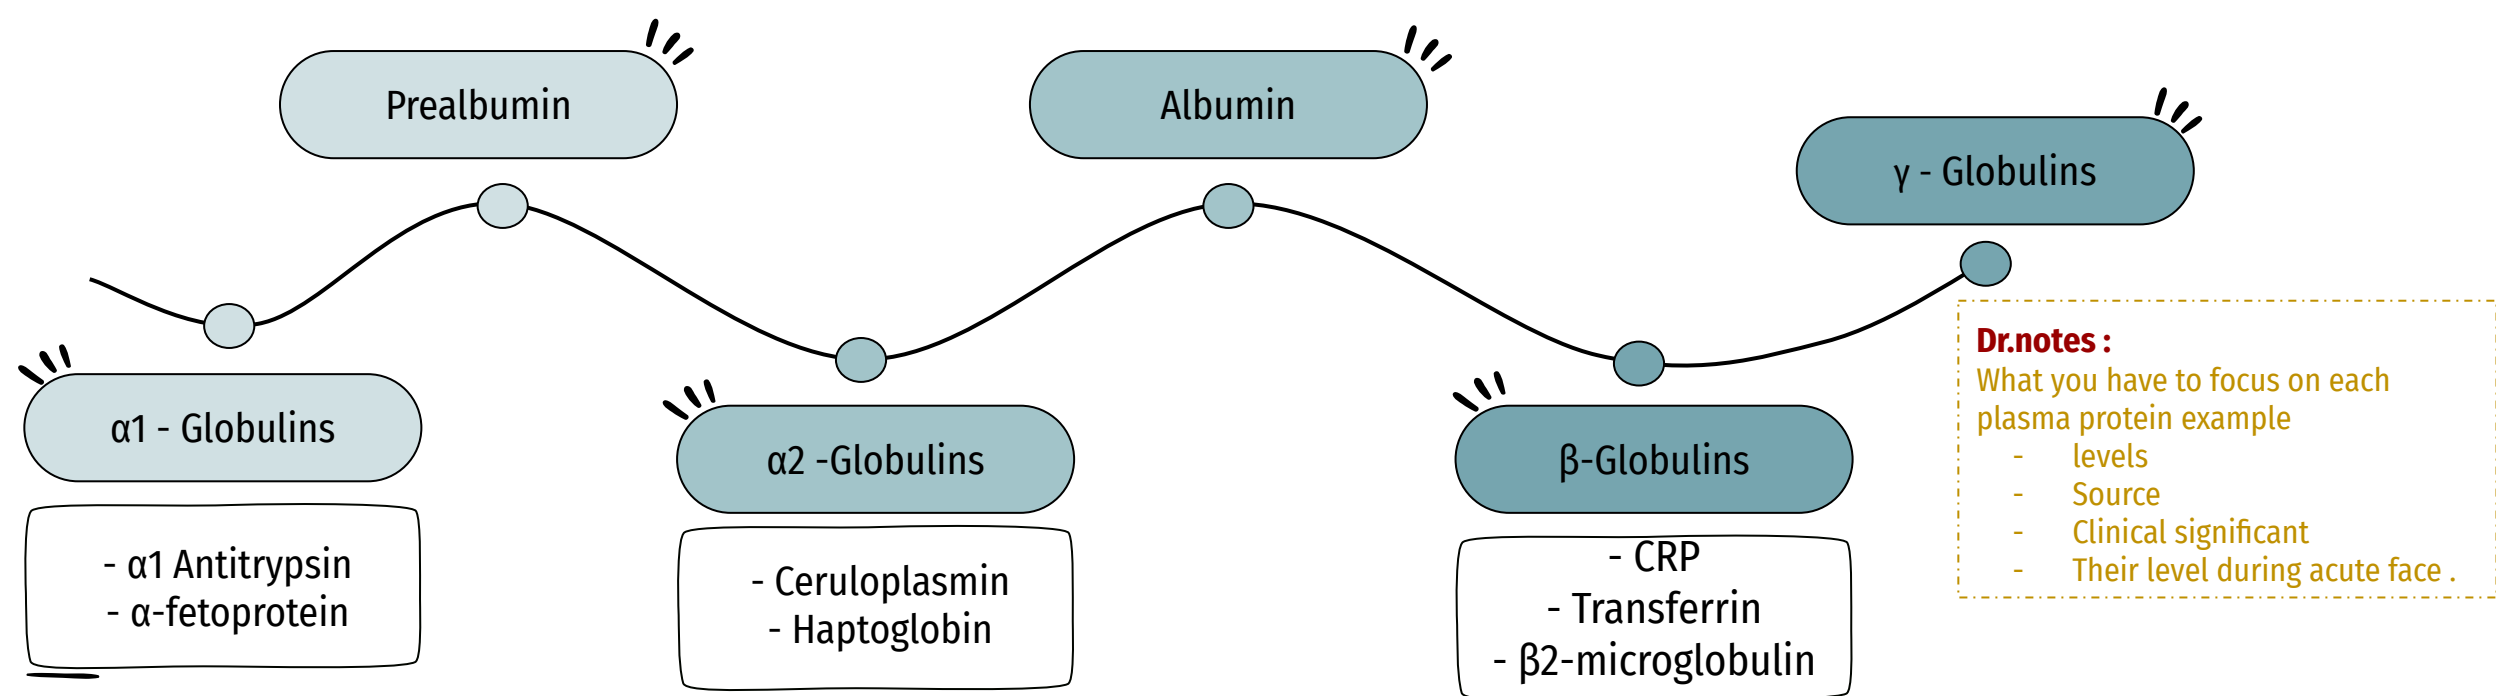 Prealbumin
Albumin
γ - Globulins
α1 - Globulins
- α1 Antitrypsin
- α-fetoprotein
α2 -Globulins
- Ceruloplasmin
- Haptoglobin
β-Globulins
- CRP
- Transferrin
- β2-microglobulin
Dr.notes :
What you have to focus on each
plasma protein example
- levels
- Source
- Clinical significant
- Their level during acute face .